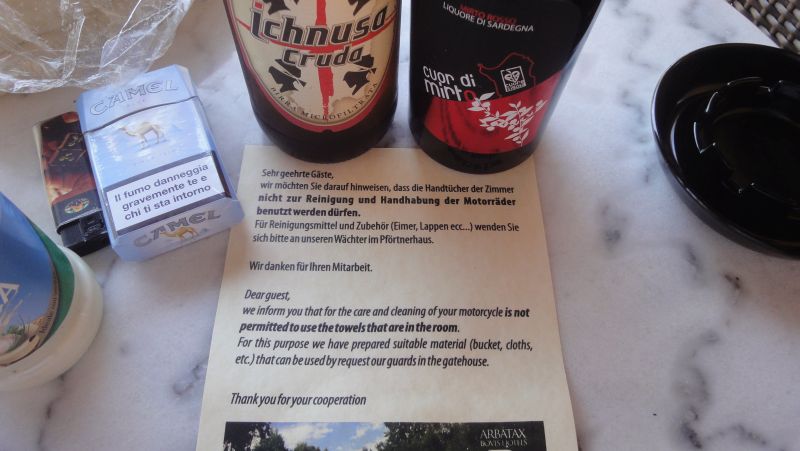 ichnusa
cruda
BIRRA MICROFILTRATA
MIRTO ROSSO
LIQUORE DI SARDEGNA
cuor di
mirto
CAMEL
Il fumo danneggia
gravemente te e
chi ti sta intorno
CAMEL
Sehr geehrte Gäste,
wir möchten Sie darauf hinweisen, dass die Handtücher der Zimmer
nicht zur Reinigung und Handhabung der Motorräder
benutzt werden dürfen.
Für Reinigungsmittel und Zubehör (Eimer, Lappen ecc...) wenden Sie
sich bitte an unseren Wächter im Pförtnerhaus.
Wir danken für Ihren Mitarbeit.
Dear guest,
we inform you that for the care and cleaning of your motorcycle is not
permitted to use the towels that are in the room.
For this purpose we have prepared suitable material (bucket, cloths,
etc.) that can be used by request our guards in the gatehouse.
Thank you for your cooperation
ARBATAX